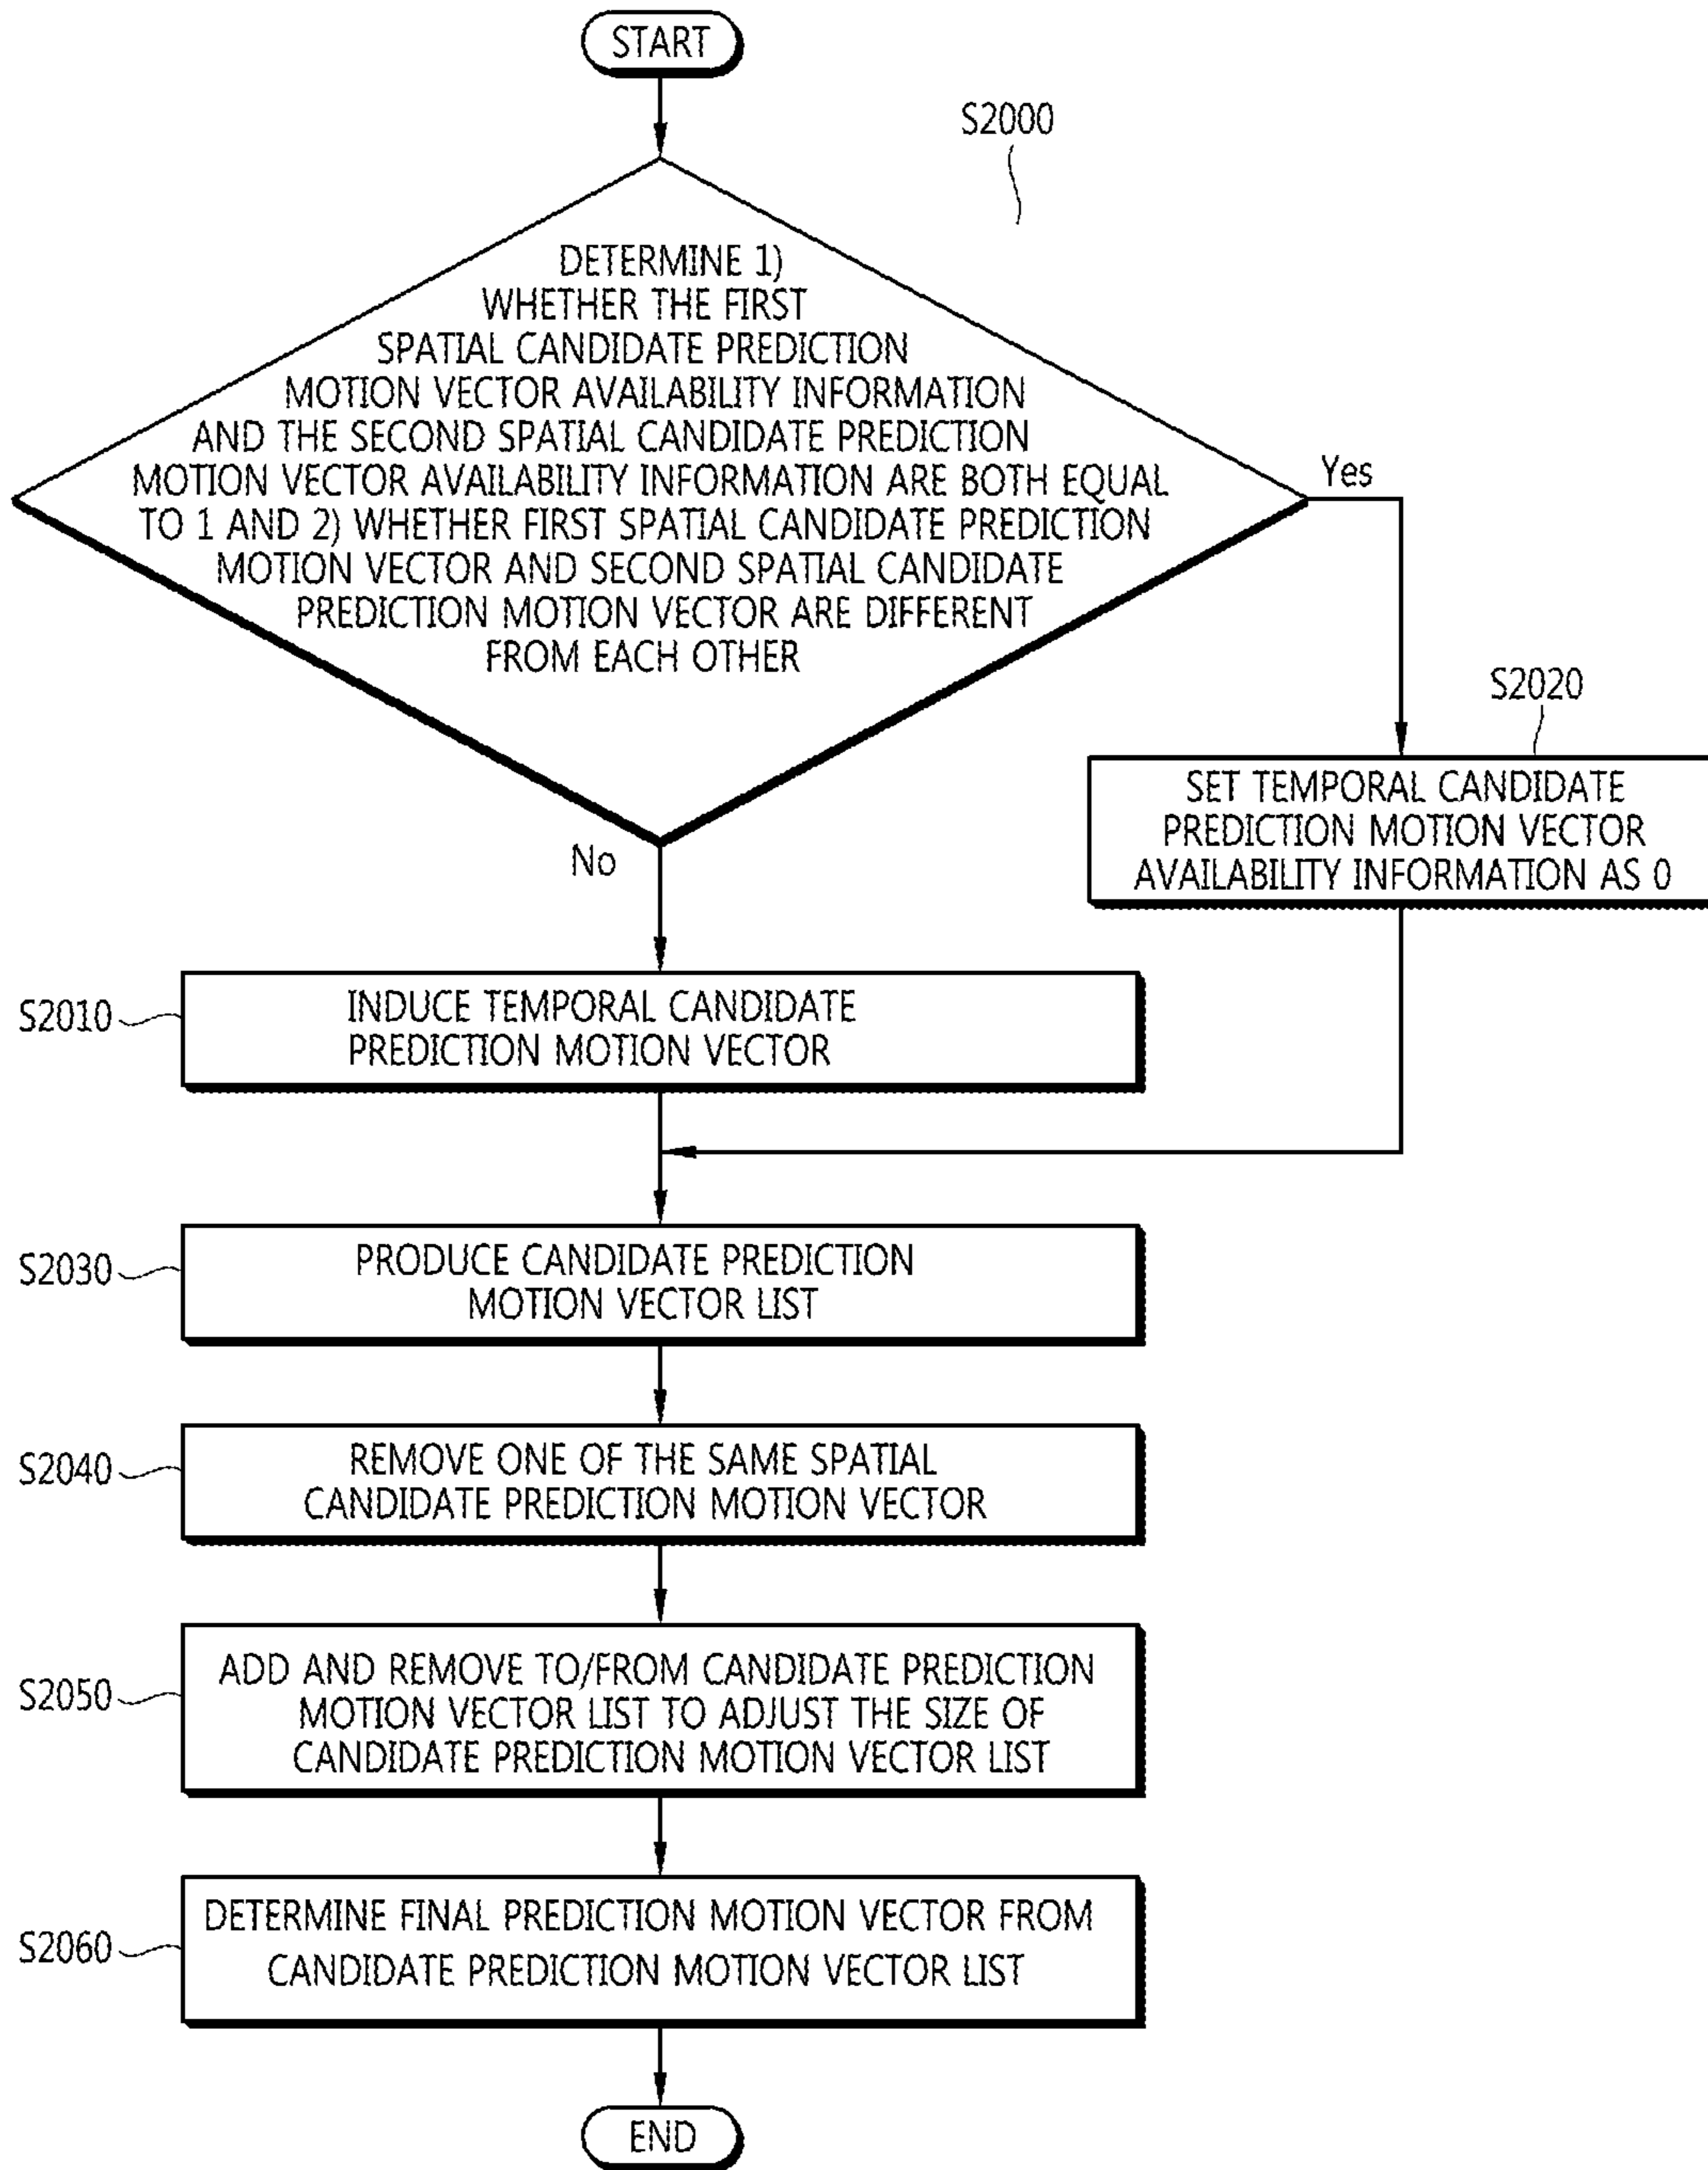 START
S2000
DETERMINE 1)
WHETHER THE FIRST
SPATIAL CANDIDATE PREDICTION
MOTION VECTOR AVAILABILITY INFORMATION
AND THE SECOND SPATIAL CANDIDATE PREDICTION
MOTION VECTOR AVAILABILITY INFORMATION ARE BOTH EQUAL
TO 1 AND 2) WHETHER FIRST SPATIAL CANDIDATE PREDICTION
MOTION VECTOR AND SECOND SPATIAL CANDIDATE
PREDICTION MOTION VECTOR ARE DIFFERENT
FROM EACH OTHER
Yes
S2020
SET TEMPORAL CANDIDATE
PREDICTION MOTION VECTOR
AVAILABILITY INFORMATION AS 0
No
S2010
INDUCE TEMPORAL CANDIDATE
PREDICTION MOTION VECTOR
S2030
PRODUCE CANDIDATE PREDICTION
MOTION VECTOR LIST
S2040
REMOVE ONE OF THE SAME SPATIAL
CANDIDATE PREDICTION MOTION VECTOR
S2050
ADD AND REMOVE TO/FROM CANDIDATE PREDICTION
MOTION VECTOR LIST TO ADJUST THE SIZE OF
CANDIDATE PREDICTION MOTION VECTOR LIST
S2060
DETERMINE FINAL PREDICTION MOTION VECTOR FROM
CANDIDATE PREDICTION MOTION VECTOR LIST
END